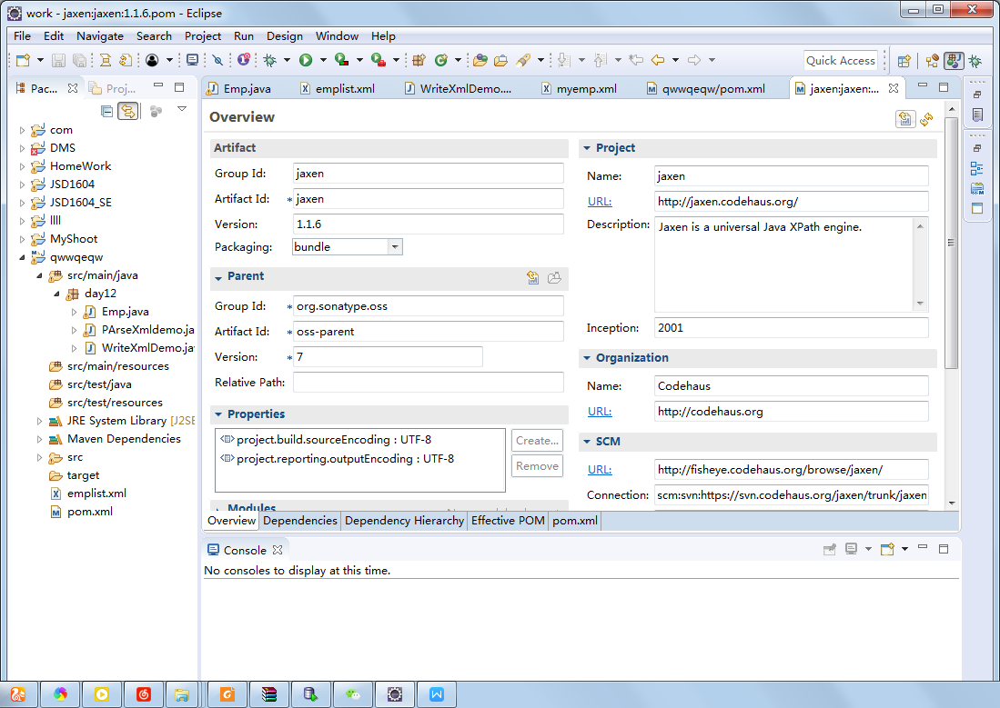 work - jaxen:jaxen:1.1.6.pom - Eclipse
File Edit Navigate Search Project Run Design Window Help
Quick Access
Pac... Proj... Emp.java emplist.xml WriteXmlDemo.... myemp.xml qwwqeqw/pom.xml jaxen:jaxen:...
com
DMS
HomeWork
JSD1604
JSD1604_SE
llll
MyShoot
qwwqeqw
src/main/java
day12
Emp.java
PArseXmldemo.ja
WriteXmlDemo.ja
src/main/resources
src/test/java
src/test/resources
JRE System Library [J2SE
Maven Dependencies
src
target
emplist.xml
pom.xml
Overview
Artifact
Group Id: jaxen
Artifact Id: * jaxen
Version: 1.1.6
Packaging: bundle
Parent
Group Id: * org.sonatype.oss
Artifact Id: * oss-parent
Version: * 7
Relative Path:
Properties
project.build.sourceEncoding : UTF-8
project.reporting.outputEncoding : UTF-8
Create...
Remove
Modules
Project
Name: jaxen
URL: http://jaxen.codehaus.org/
Description: Jaxen is a universal Java XPath engine.
Inception: 2001
Organization
Name: Codehaus
URL: http://codehaus.org
SCM
URL: http://fisheye.codehaus.org/browse/jaxen/
Connection: scm:svn:https://svn.codehaus.org/jaxen/trunk/jaxen
Overview Dependencies Dependency Hierarchy Effective POM pom.xml
Console
No consoles to display at this time.